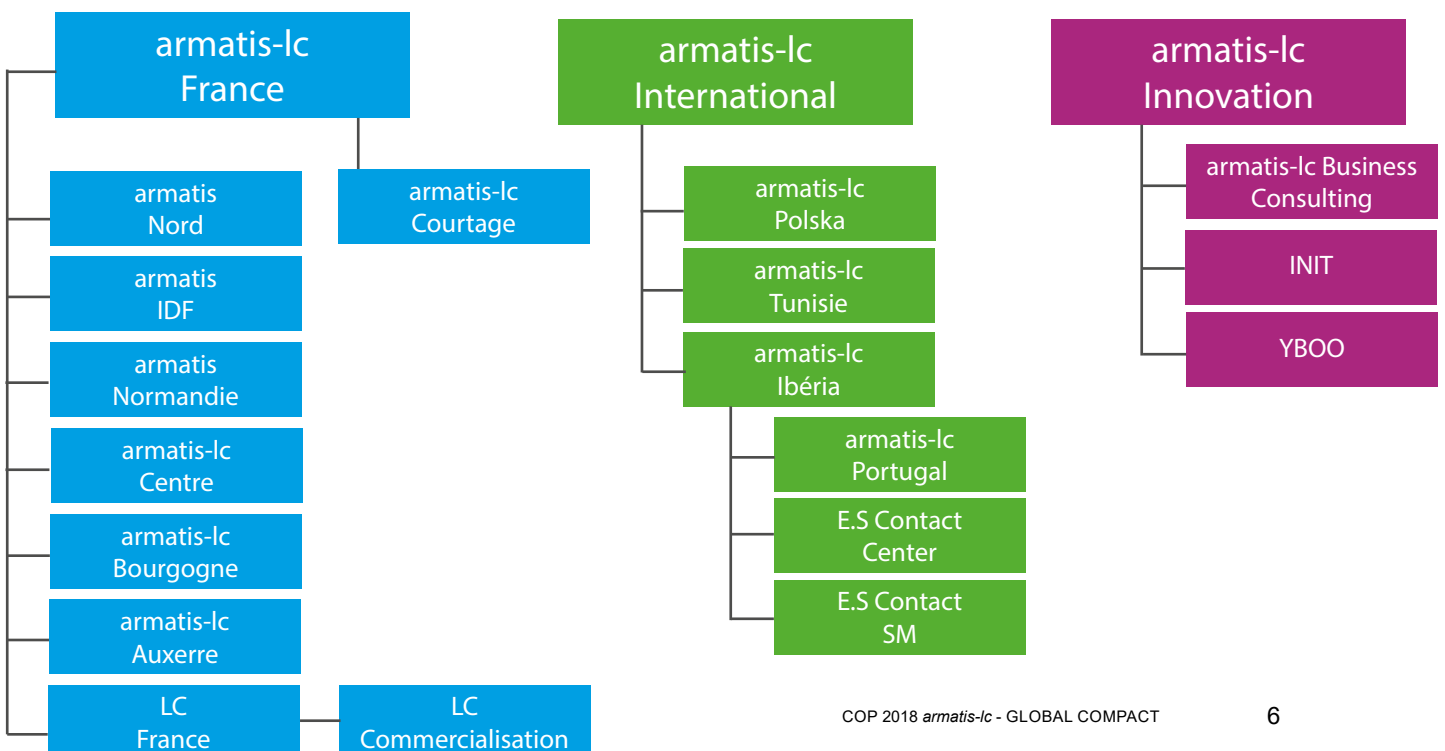 armatis-lc
France
armatis
Nord
armatis
IDF
armatis
Normandie
armatis-lc
Centre
armatis-lc
Bourgogne
armatis-lc
Auxerre
LC
France
LC
Commercialisation
armatis-lc
Courtage
armatis-lc
International
armatis-lc
Polska
armatis-lc
Tunisie
armatis-lc
Ibéria
armatis-lc
Portugal
E.S Contact
Center
E.S Contact
SM
armatis-lc
Innovation
armatis-lc Business
Consulting
INIT
YBOO
COP 2018 armatis-lc - GLOBAL COMPACT 6